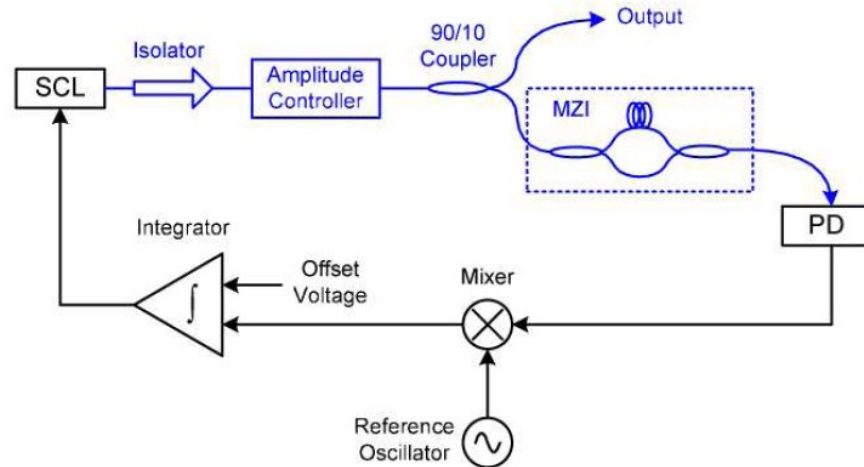 Output
90/10
Coupler
Isolator
SCL
Amplitude
Controller
MZI
PD
Integrator
Offset
Voltage
Mixer
∫
Reference
Oscillator